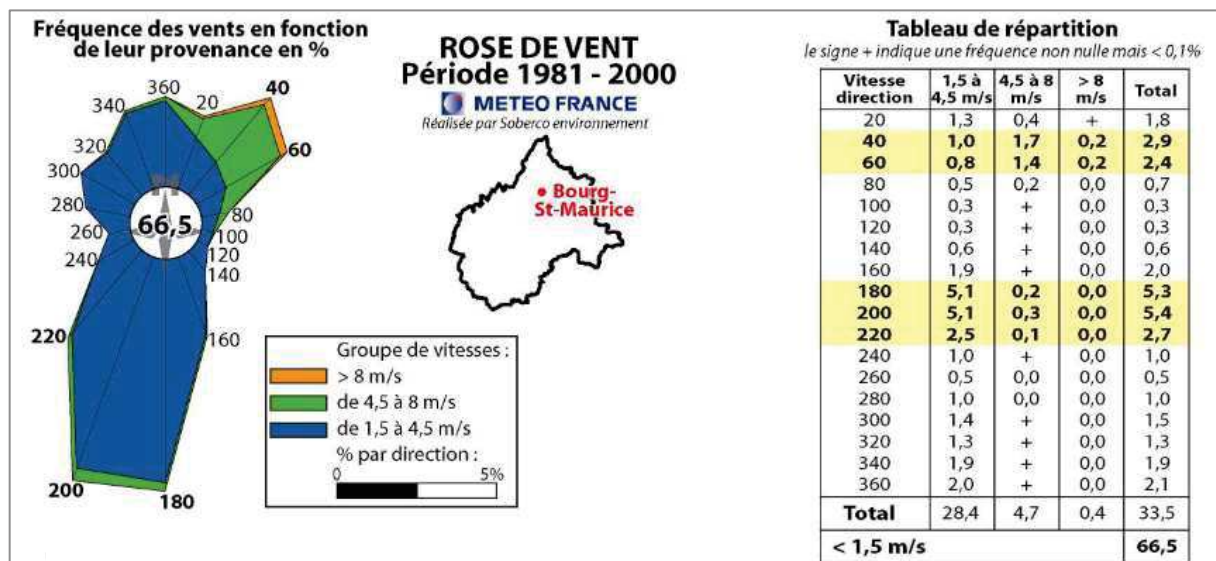 Fréquence des vents en fonction
de leur provenance en %
360
340
20
40
320
60
300
280
80
66,5
260
100
120
240
140
220
160
200
180
ROSE DE VENT
Période 1981 - 2000
METEO FRANCE
Réalisée par Soberco environnement
Bourg-
St-Maurice
Groupe de vitesses :
> 8 m/s
de 4,5 à 8 m/s
de 1,5 à 4,5 m/s
% par direction :
0 5%
Tableau de répartition
le signe + indique une fréquence non nulle mais < 0,1%
Vitesse 1,5 à 4,5 à 8 > 8 Total
direction 4,5 m/s m/s m/s
20 1,3 0,4 + 1,8
40 1,0 1,7 0,2 2,9
60 0,8 1,4 0,2 2,4
80 0,5 0,2 0,0 0,7
100 0,3 + 0,0 0,3
120 0,3 + 0,0 0,3
140 0,6 + 0,0 0,6
160 1,9 + 0,0 2,0
180 5,1 0,2 0,0 5,3
200 5,1 0,3 0,0 5,4
220 2,5 0,1 0,0 2,7
240 1,0 + 0,0 1,0
260 0,5 0,0 0,0 0,5
280 1,0 0,0 0,0 1,0
300 1,4 + 0,0 1,5
320 1,3 + 0,0 1,3
340 1,9 + 0,0 1,9
360 2,0 + 0,0 2,1
Total 28,4 4,7 0,4 33,5
< 1,5 m/s 66,5